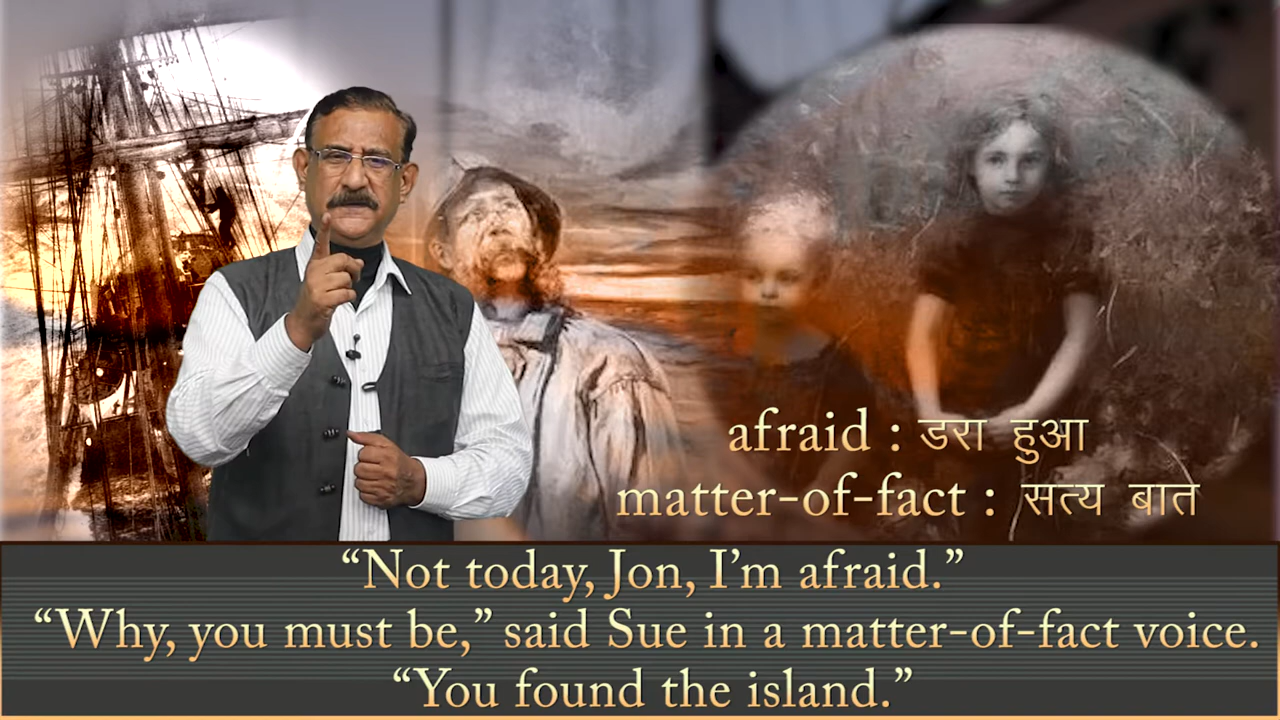 afraid : डरा हुआ
matter-of-fact : सत्य बात
“Not today, Jon, I’m afraid.”
“Why, you must be,” said Sue in a matter-of-fact voice.
“You found the island.”